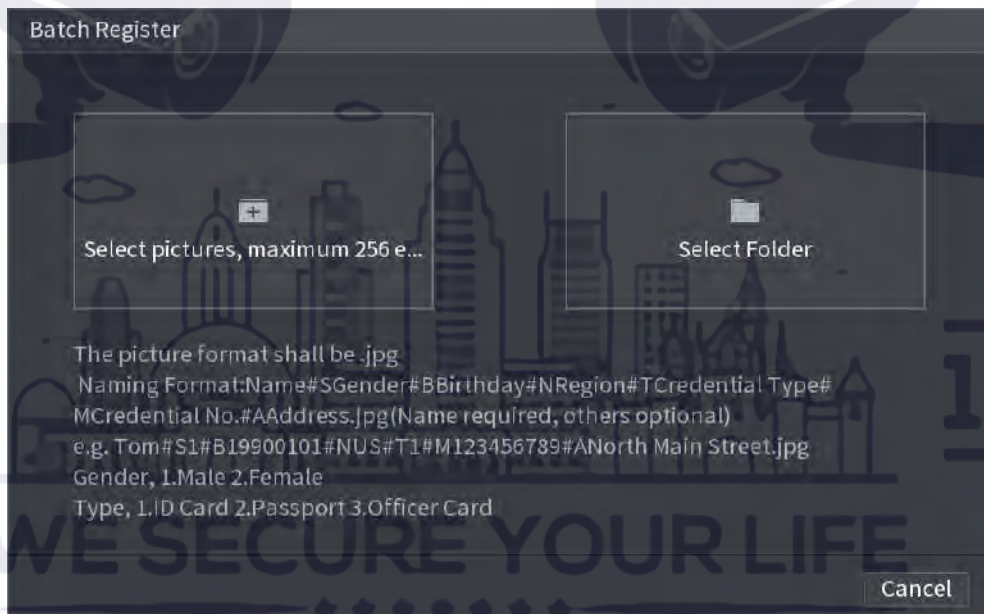 Batch Register
Select pictures, maximum 256 e...
Select Folder
The picture format shall be .jpg
Naming Format:Name#SGender#BBirthday#NRegion#TCredential Type#
MCredential No.#AAddress.jpg(Name required, others optional)
e.g. Tom#S1#B19900101#NUS#T1#M123456789#ANorth Main Street.jpg
Gender, 1.Male 2.Female
Type, 1.ID Card 2.Passport 3.Officer Card
WE SECURE YOUR LIFE
1
Cancel